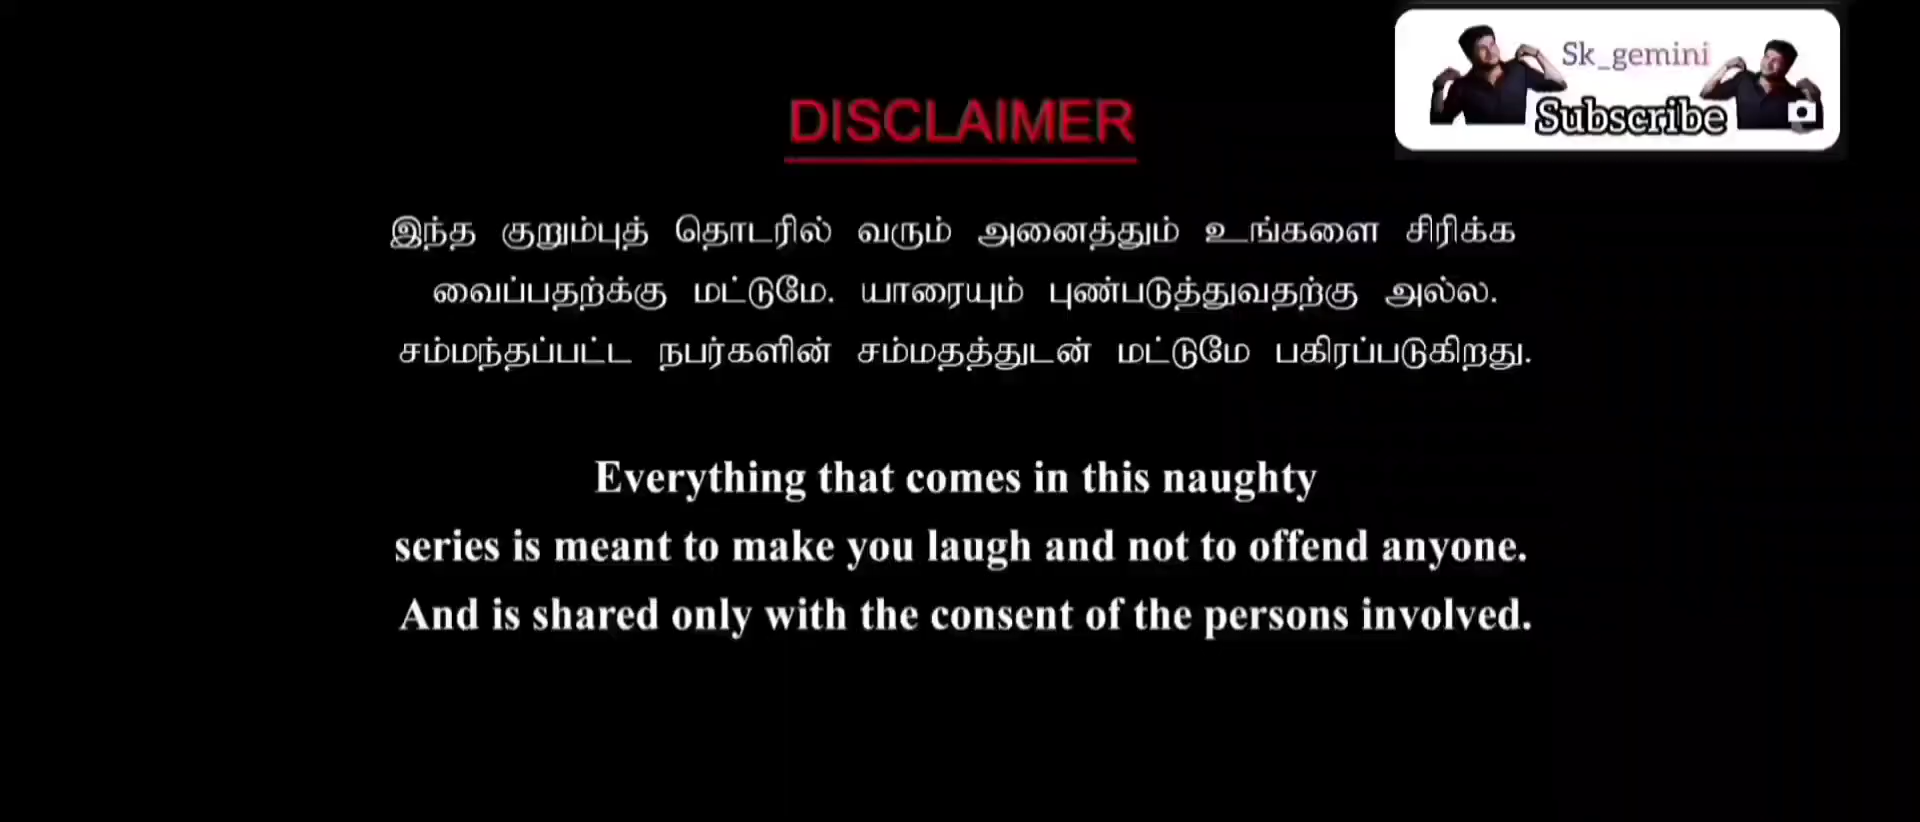 Sk_gemini
Subscribe
DISCLAIMER
இந்த குறும்புத் தொடரில் வரும் அனைத்தும் உங்களை சிரிக்க
வைப்பதற்க்கு மட்டுமே. யாரையும் புண்படுத்துவதற்கு அல்ல.
சம்மந்தப்பட்ட நபர்களின் சம்மதத்துடன் மட்டுமே பகிரப்படுகிறது.
Everything that comes in this naughty
series is meant to make you laugh and not to offend anyone.
And is shared only with the consent of the persons involved.